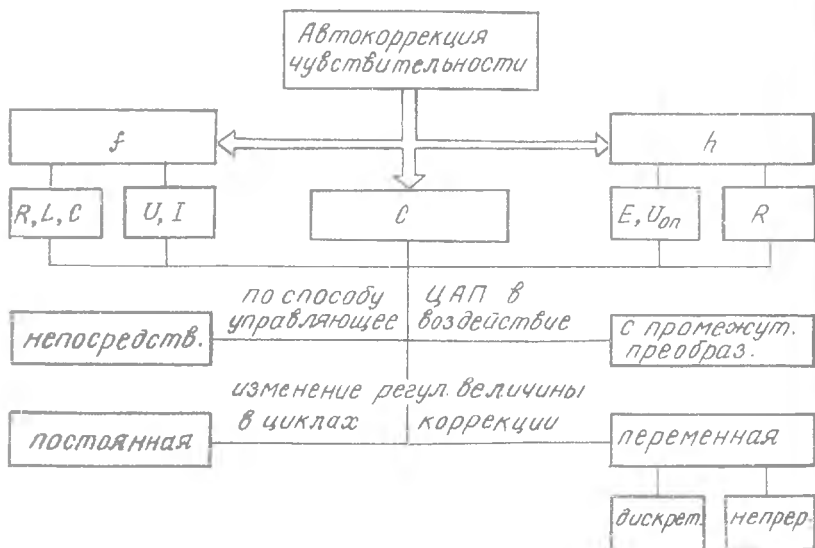 Автокоррекция
чувствительности
f
h
R, L, C
U, I
C
E, Uоп
R
по способу ЦАП в
управляющее воздействие
непосредств.
с промежут.
преобраз.
изменение регул. величины
в циклах коррекции
постоянная
переменная
дискрет.
непрер.